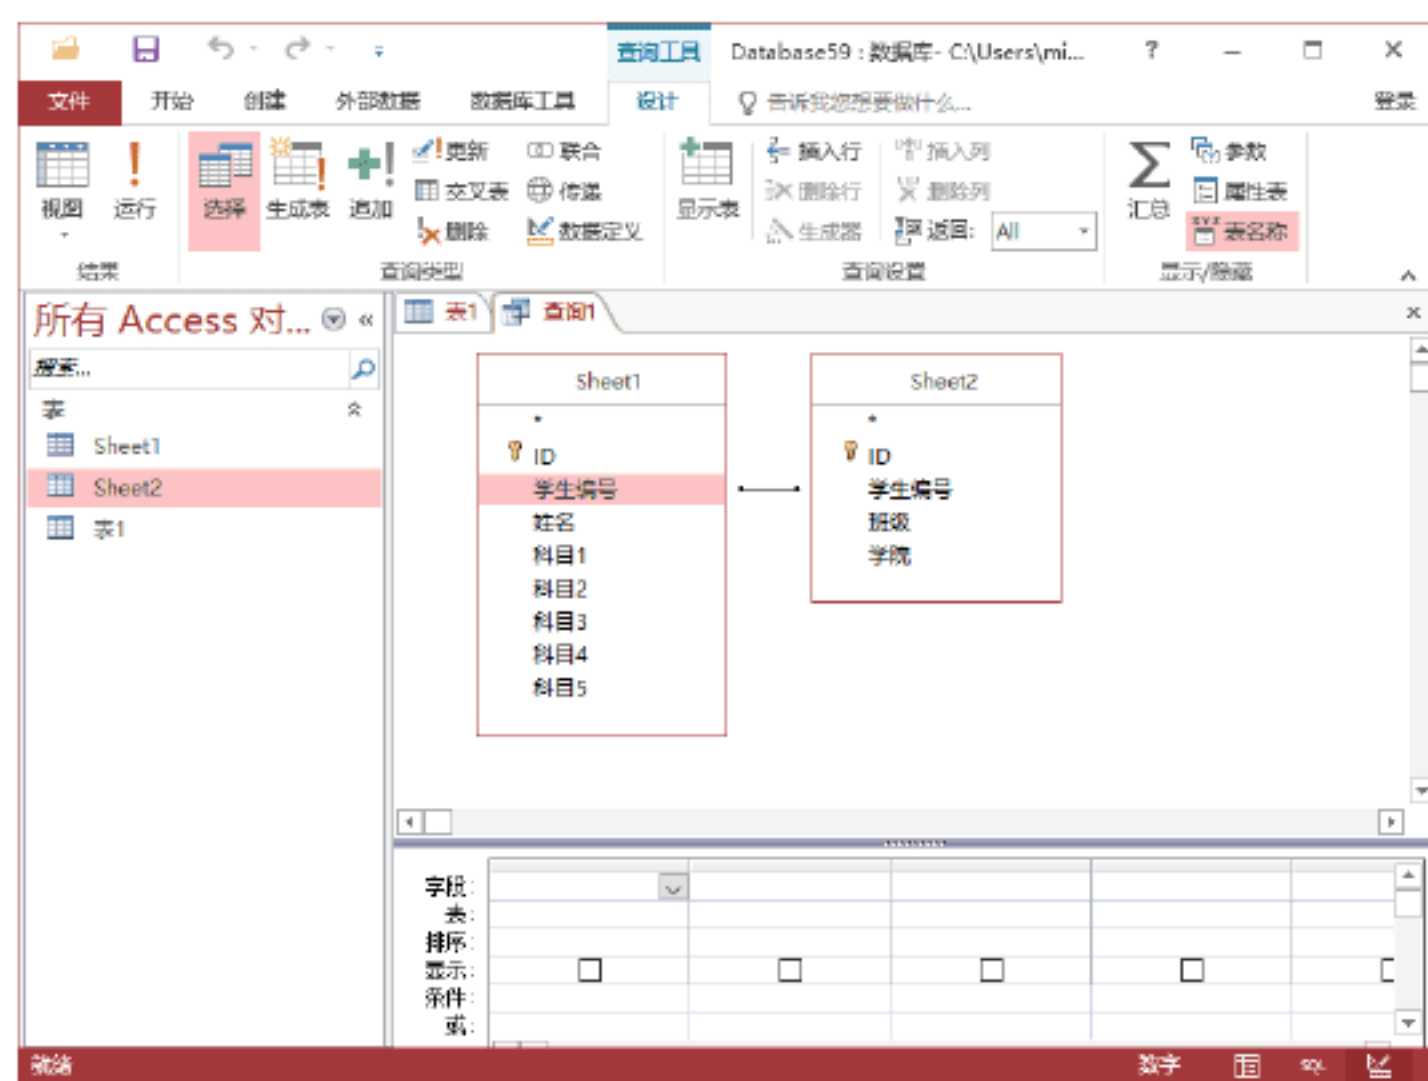 查询工具 Database59 : 数据库- C:\Users\mi... ?
文件 开始 创建 外部数据 数据库工具 设计 告诉我您想要做什么... 登录
视图 运行 选择 生成表 追加 更新 联合 显示表 插入行 插入列 汇总 参数
交叉表 传递 删除行 删除列 属性表
删除 数据定义 生成器 返回: All 表名称
结果 查询类型 查询设置 显示/隐藏
所有 Access 对... «
搜索...
表
Sheet1
Sheet2
表1
表1 查询1
Sheet1
*
ID
学生编号
姓名
科目1
科目2
科目3
科目4
科目5
Sheet2
*
ID
学生编号
班级
学院
字段:
表:
排序:
显示:
条件:
或:
就绪 数字 SQL